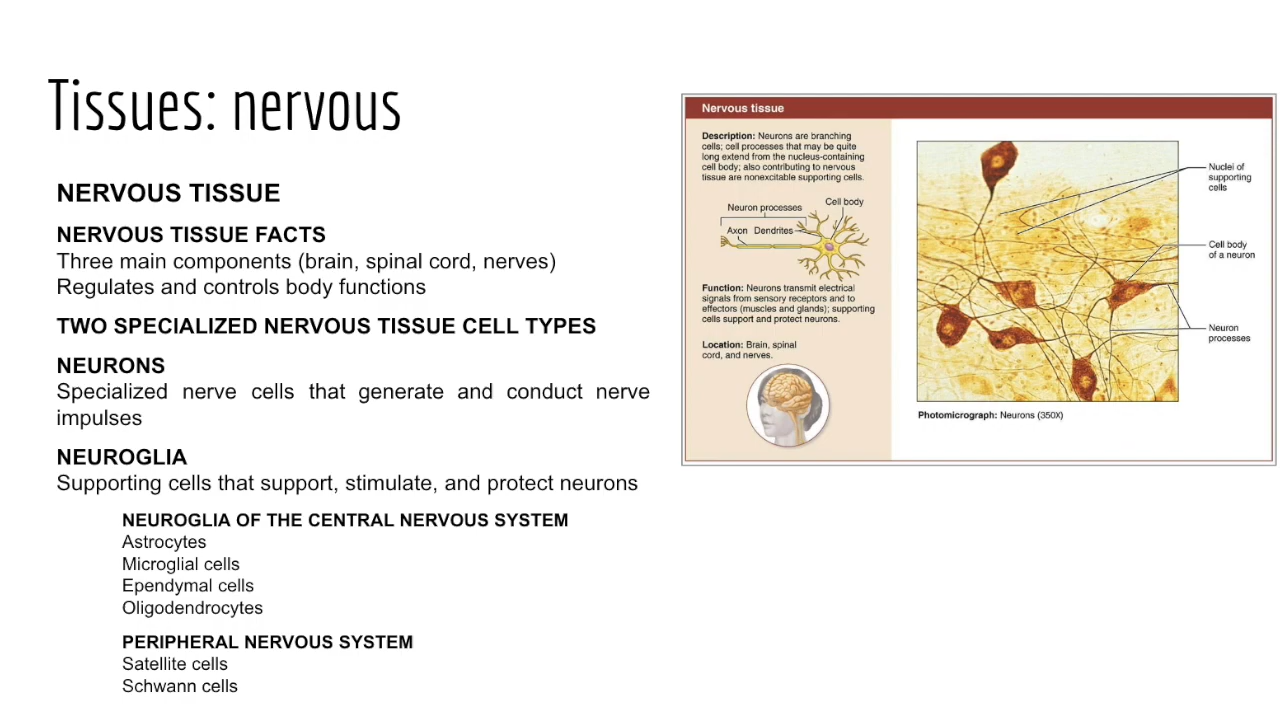 Tissues: nervous
NERVOUS TISSUE
NERVOUS TISSUE FACTS
Three main components (brain, spinal cord, nerves)
Regulates and controls body functions
TWO SPECIALIZED NERVOUS TISSUE CELL TYPES
NEURONS
Specialized nerve cells that generate and conduct nerve
impulses
NEUROGLIA
Supporting cells that support, stimulate, and protect neurons
NEUROGLIA OF THE CENTRAL NERVOUS SYSTEM
Astrocytes
Microglial cells
Ependymal cells
Oligodendrocytes
PERIPHERAL NERVOUS SYSTEM
Satellite cells
Schwann cells
Nervous tissue
Description: Neurons are branching
cells; cell processes that may be quite
long extend from the nucleus-containing
cell body; also contributing to nervous
tissue are nonexcitable supporting cells.
Neuron processes
Cell body
Axon Dendrites
Function: Neurons transmit electrical
signals from sensory receptors and to
effectors (muscles and glands); supporting
cells support and protect neurons.
Location: Brain, spinal
cord, and nerves.
Nuclei of
supporting
cells
Cell body
of a neuron
Neuron
processes
Photomicrograph: Neurons (350X)